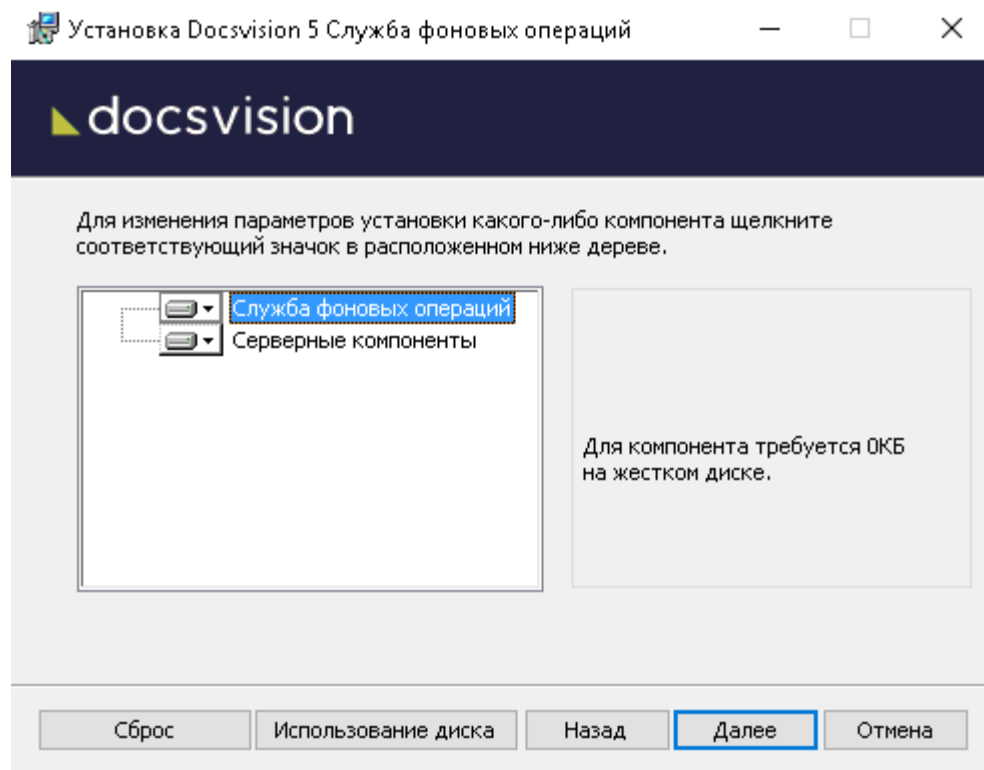 Установка Docsvision 5 Служба фоновых операций
docsvision
Для изменения параметров установки какого-либо компонента щелкните
соответствующий значок в расположенном ниже дереве.
Служба фоновых операций
Серверные компоненты
Для компонента требуется 0КБ
на жестком диске.
Сброс
Использование диска
Назад
Далее
Отмена